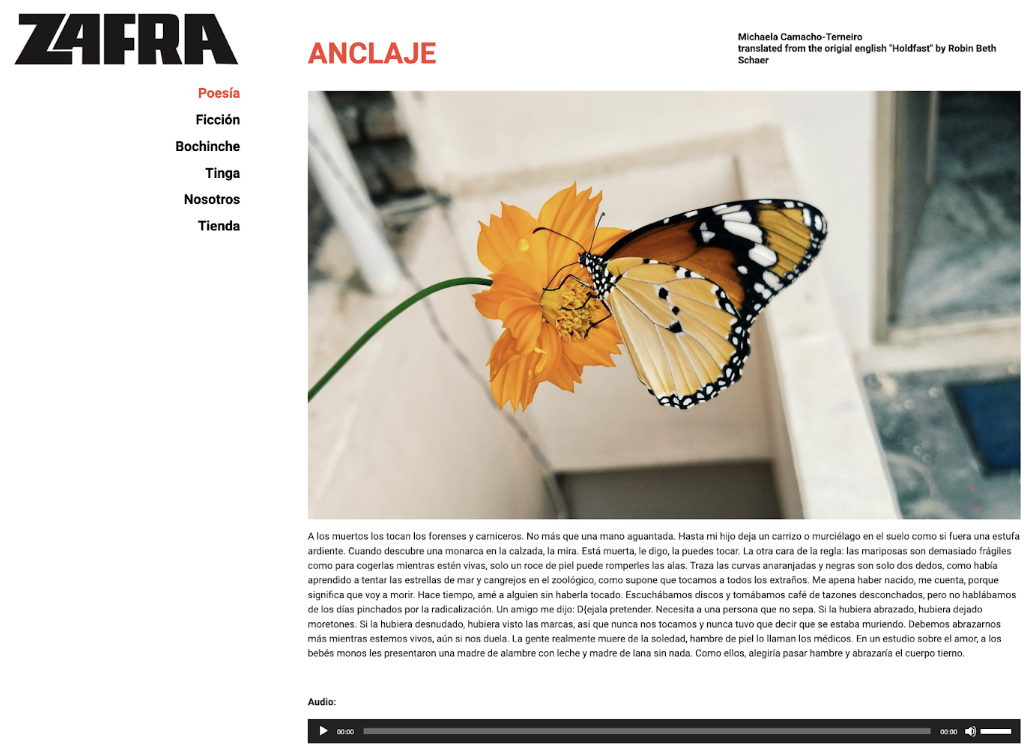 ZAFRA
Poesía
Ficción
Bochinche
Tinga
Nosotros
Tienda
ANCLAJE
Michaela Camacho-Terneiro
translated from the origial english "Holdfast" by Robin Beth
Schaer
A los muertos los tocan los forenses y carniceros. No más que una mano aguantada. Hasta mi hijo deja un carrizo o murciélago en el suelo como si fuera una estufa
ardiente. Cuando descubre una monarca en la calzada, la mira. Está muerta, le digo, la puedes tocar. La otra cara de la regla: las mariposas son demasiado frágiles
como para cogerlas mientras estén vivas, solo un roce de piel puede romperles las alas. Traza las curvas anaranjadas y negras son solo dos dedos, como había
aprendido a tentar las estrellas de mar y cangrejos en el zoológico, como supone que tocamos a todos los extraños. Me apena haber nacido, me cuenta, porque
significa que voy a morir. Hace tiempo, amé a alguien sin haberla tocado. Escuchábamos discos y tomábamos café de tazones desconchados, pero no hablábamos
de los días pinchados por la radicalización. Un amigo me dijo: D{ejala pretender. Necesita a una persona que no sepa. Si la hubiera abrazado, hubiera dejado
moretones. Si la hubiera desnudado, hubiera visto las marcas, así que nunca nos tocamos y nunca tuvo que decir que se estaba muriendo. Debemos abrazarnos
más mientras estemos vivos, aún si nos duela. La gente realmente muere de la soledad, hambre de piel lo llaman los médicos. En un estudio sobre el amor, a los
bebés monos les presentaron una madre de alambre con leche y madre de lana sin nada. Como ellos, alegiría pasar hambre y abrazaría el cuerpo tierno.
Audio:
00:00
00:00